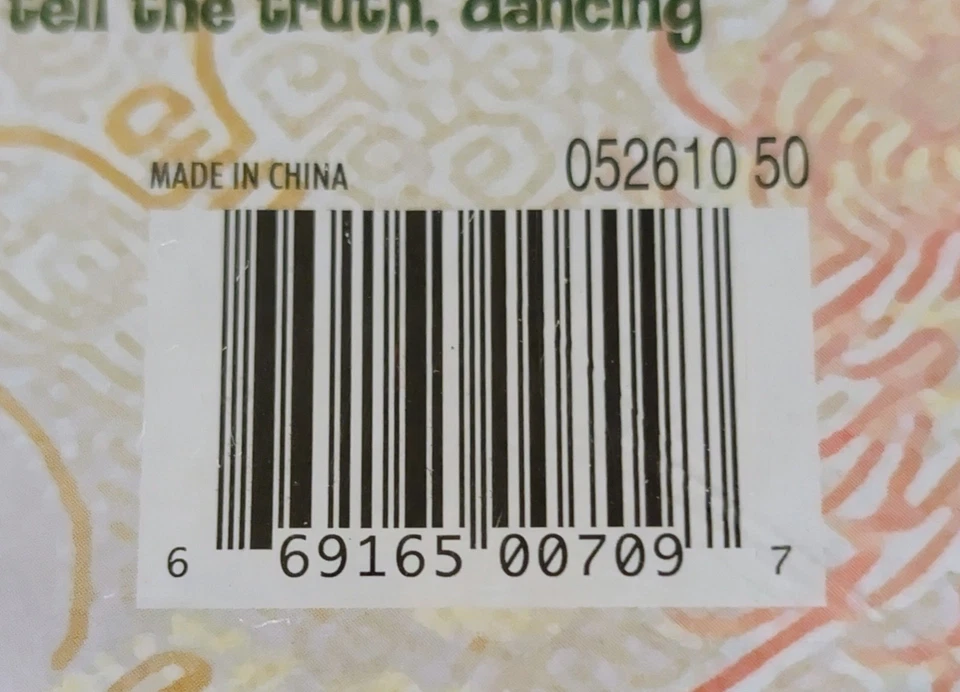 tell the truth, dancing
MADE IN CHINA
052610 50
6 69165 00709 7